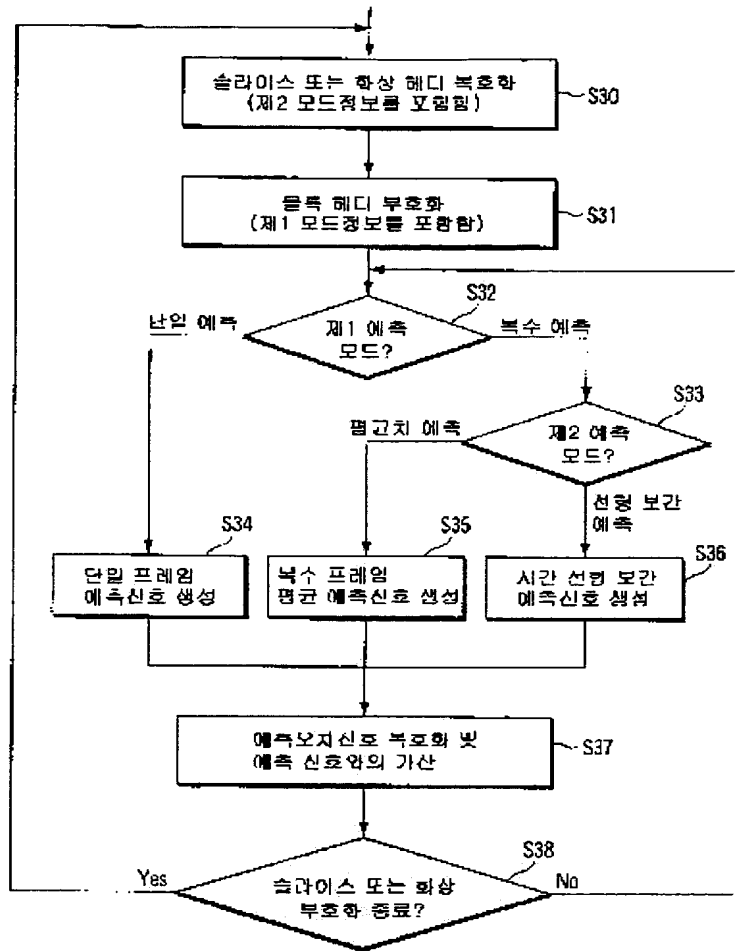 슬라이스 또는 화상 헤더 복호화
(제2 모드정보를 포함함)
S30
블록 헤더 부호화
(제1 모드정보를 포함함)
S31
S32
단일 예측
제1 예측
모드?
복수 예측
S33
평균치 예측
제2 예측
모드?
선형 보간
예측
S34
단일 프레임
예측신호 생성
S35
복수 프레임
평균 예측신호 생성
S36
시간 선형 보간
예측신호 생성
예측오차신호 복호화 및
예측 신호와의 가산
S37
S38
Yes
슬라이스 또는 화상
부호화 종료?
No